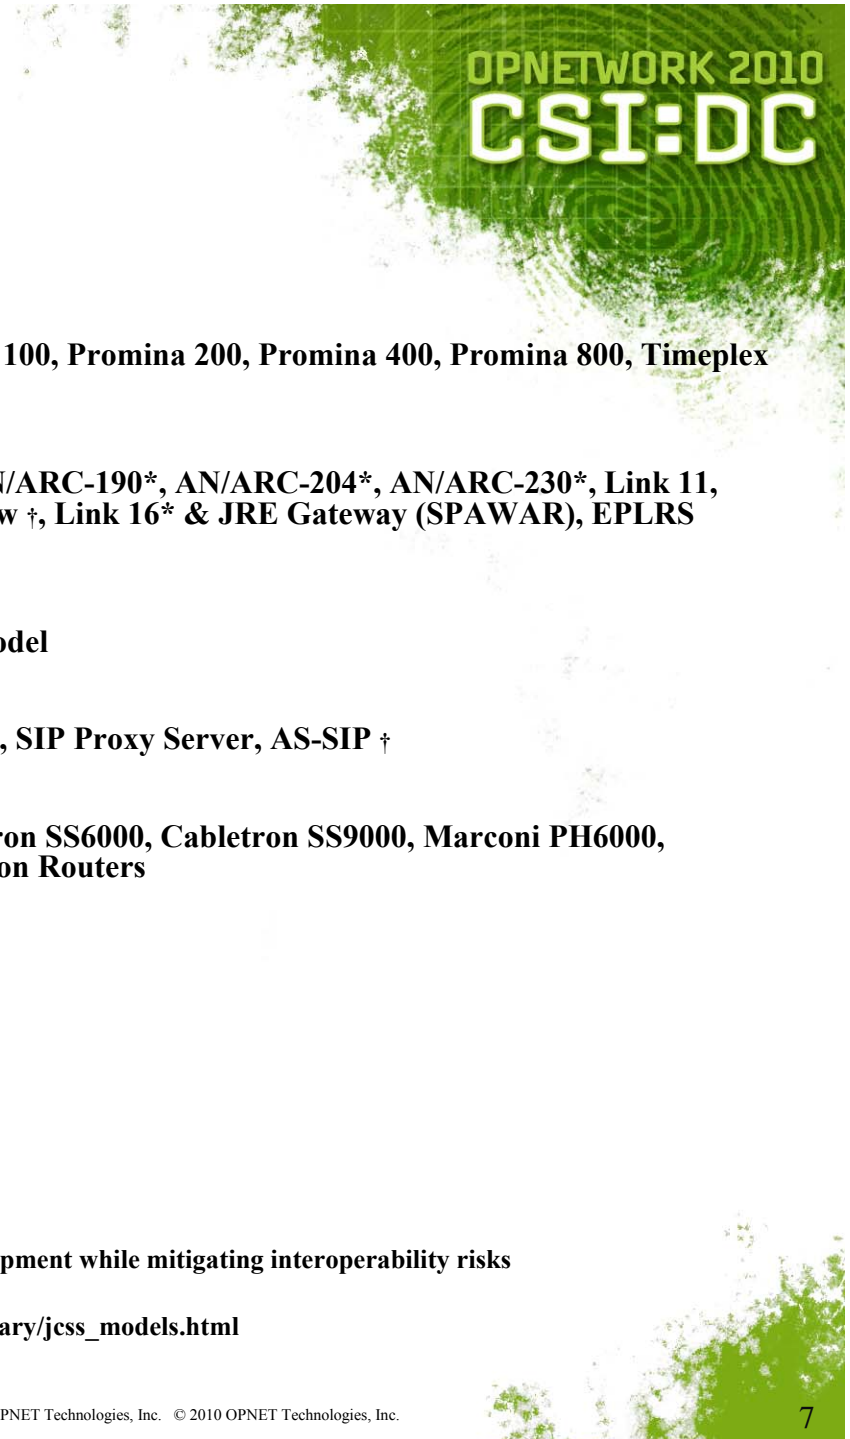 OPNETWORK 2010
CSI:DC
100, Promina 200, Promina 400, Promina 800, Timeplex
N/ARC-190*, AN/ARC-204*, AN/ARC-230*, Link 11,
w †, Link 16* & JRE Gateway (SPAWAR), EPLRS
odel
, SIP Proxy Server, AS-SIP †
ron SS6000, Cabletron SS9000, Marconi PH6000,
on Routers
pment while mitigating interoperability risks
ary/jcss_models.html
PNET Technologies, Inc. © 2010 OPNET Technologies, Inc.
7